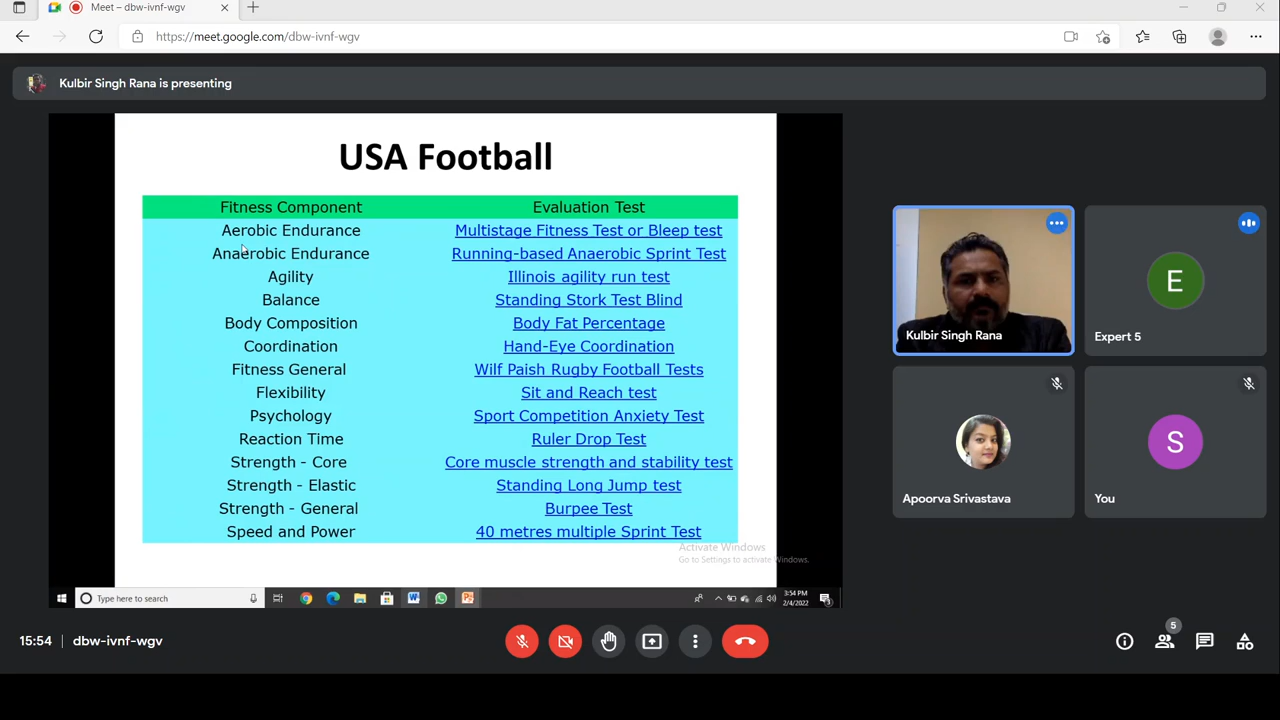 Meet – dbw-ivnf-wgv
https://meet.google.com/dbw-ivnf-wgv
Kulbir Singh Rana is presenting
USA Football
Fitness Component Evaluation Test
Aerobic Endurance Multistage Fitness Test or Bleep test
Anaerobic Endurance Running-based Anaerobic Sprint Test
Agility Illinois agility run test
Balance Standing Stork Test Blind
Body Composition Body Fat Percentage
Coordination Hand-Eye Coordination
Fitness General Wilf Paish Rugby Football Tests
Flexibility Sit and Reach test
Psychology Sport Competition Anxiety Test
Reaction Time Ruler Drop Test
Strength - Core Core muscle strength and stability test
Strength - Elastic Standing Long Jump test
Strength - General Burpee Test
Speed and Power 40 metres multiple Sprint Test
Activate Windows
Go to Settings to activate Windows.
Type here to search
3:54 PM
2/4/2022
Kulbir Singh Rana
E
Expert 5
Apoorva Srivastava
S
You
15:54 | dbw-ivnf-wgv
5